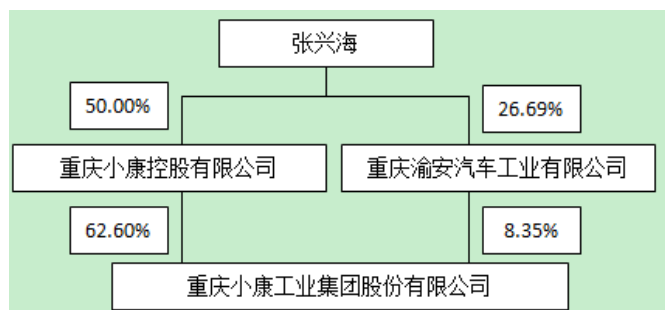 张兴海
50.00%
26.69%
重庆小康控股有限公司
重庆渝安汽车工业有限公司
62.60%
8.35%
重庆小康工业集团股份有限公司